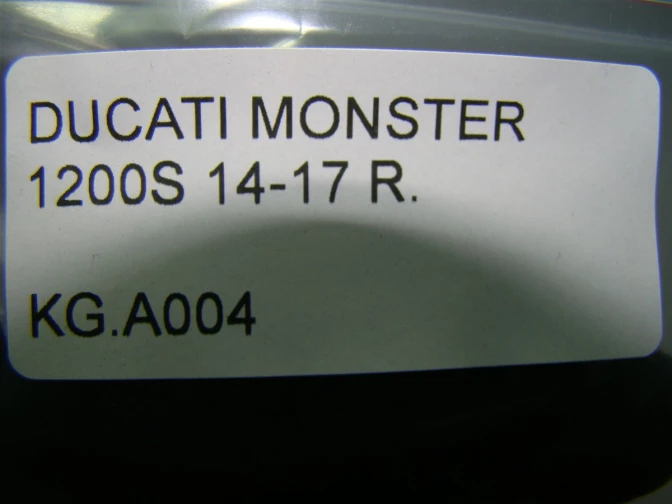 DUCATI MONSTER
1200S 14-17 R.
KG.A004